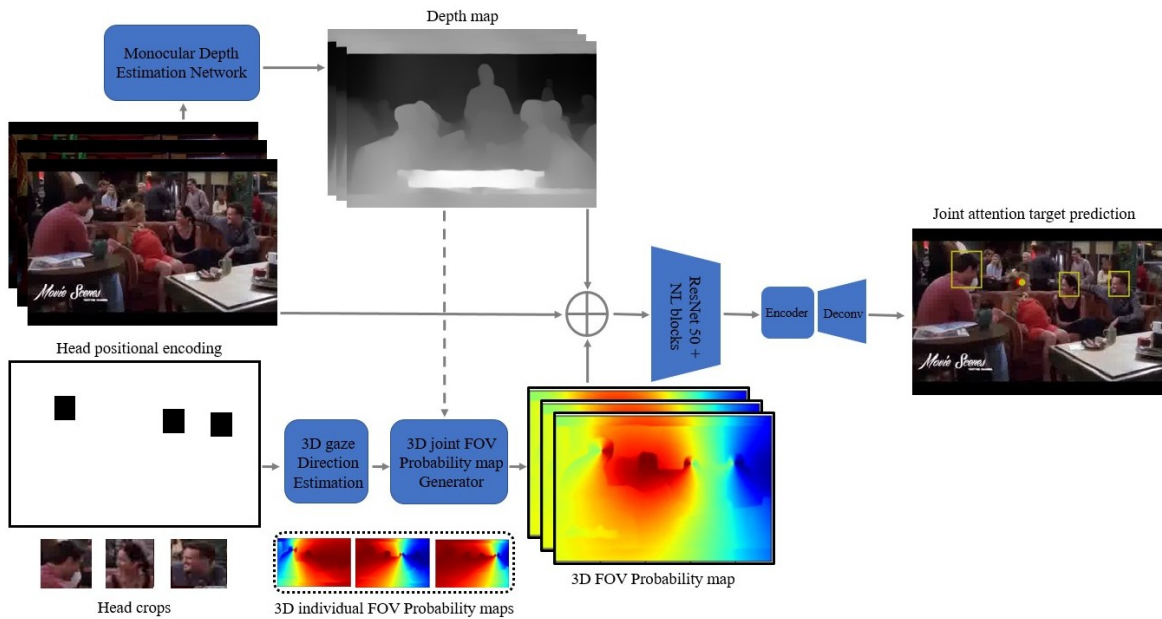 Depth map
Monocular Depth
Estimation Network
Movie Scenes
Joint attention target prediction
ResNet 50 +
NL blocks
Encoder
Deconv
Movie Scenes
Head positional encoding
3D gaze
Direction
Estimation
3D joint FOV
Probability map
Generator
3D FOV Probability map
Head crops
3D individual FOV Probability maps